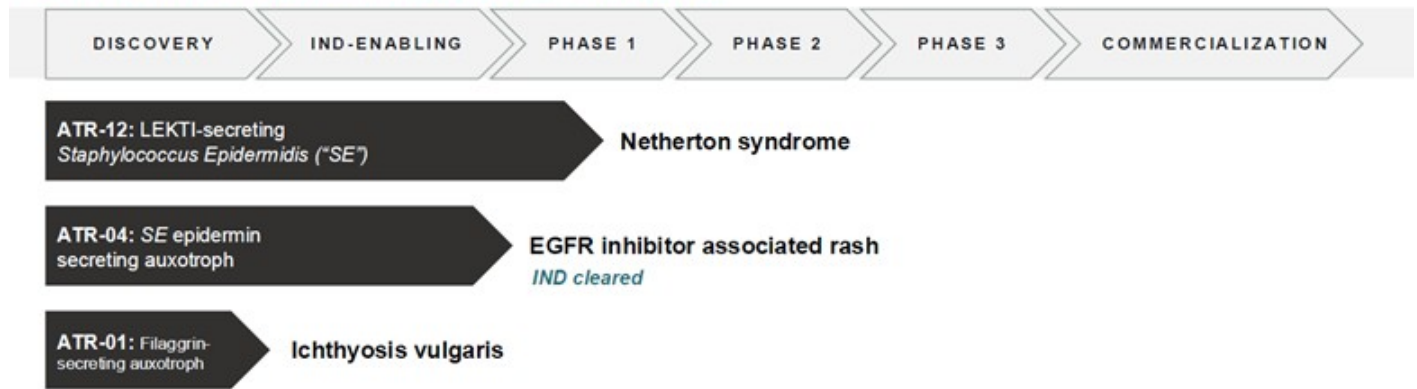 DISCOVERY IND-ENABLING PHASE 1 PHASE 2 PHASE 3 COMMERCIALIZATION
ATR-12: LEKTI-secreting
Staphylococcus Epidermidis (“SE”)
Netherton syndrome
ATR-04: SE epidermin
secreting auxotroph
EGFR inhibitor associated rash
IND cleared
ATR-01: Filaggrin-
secreting auxotroph
Ichthyosis vulgaris